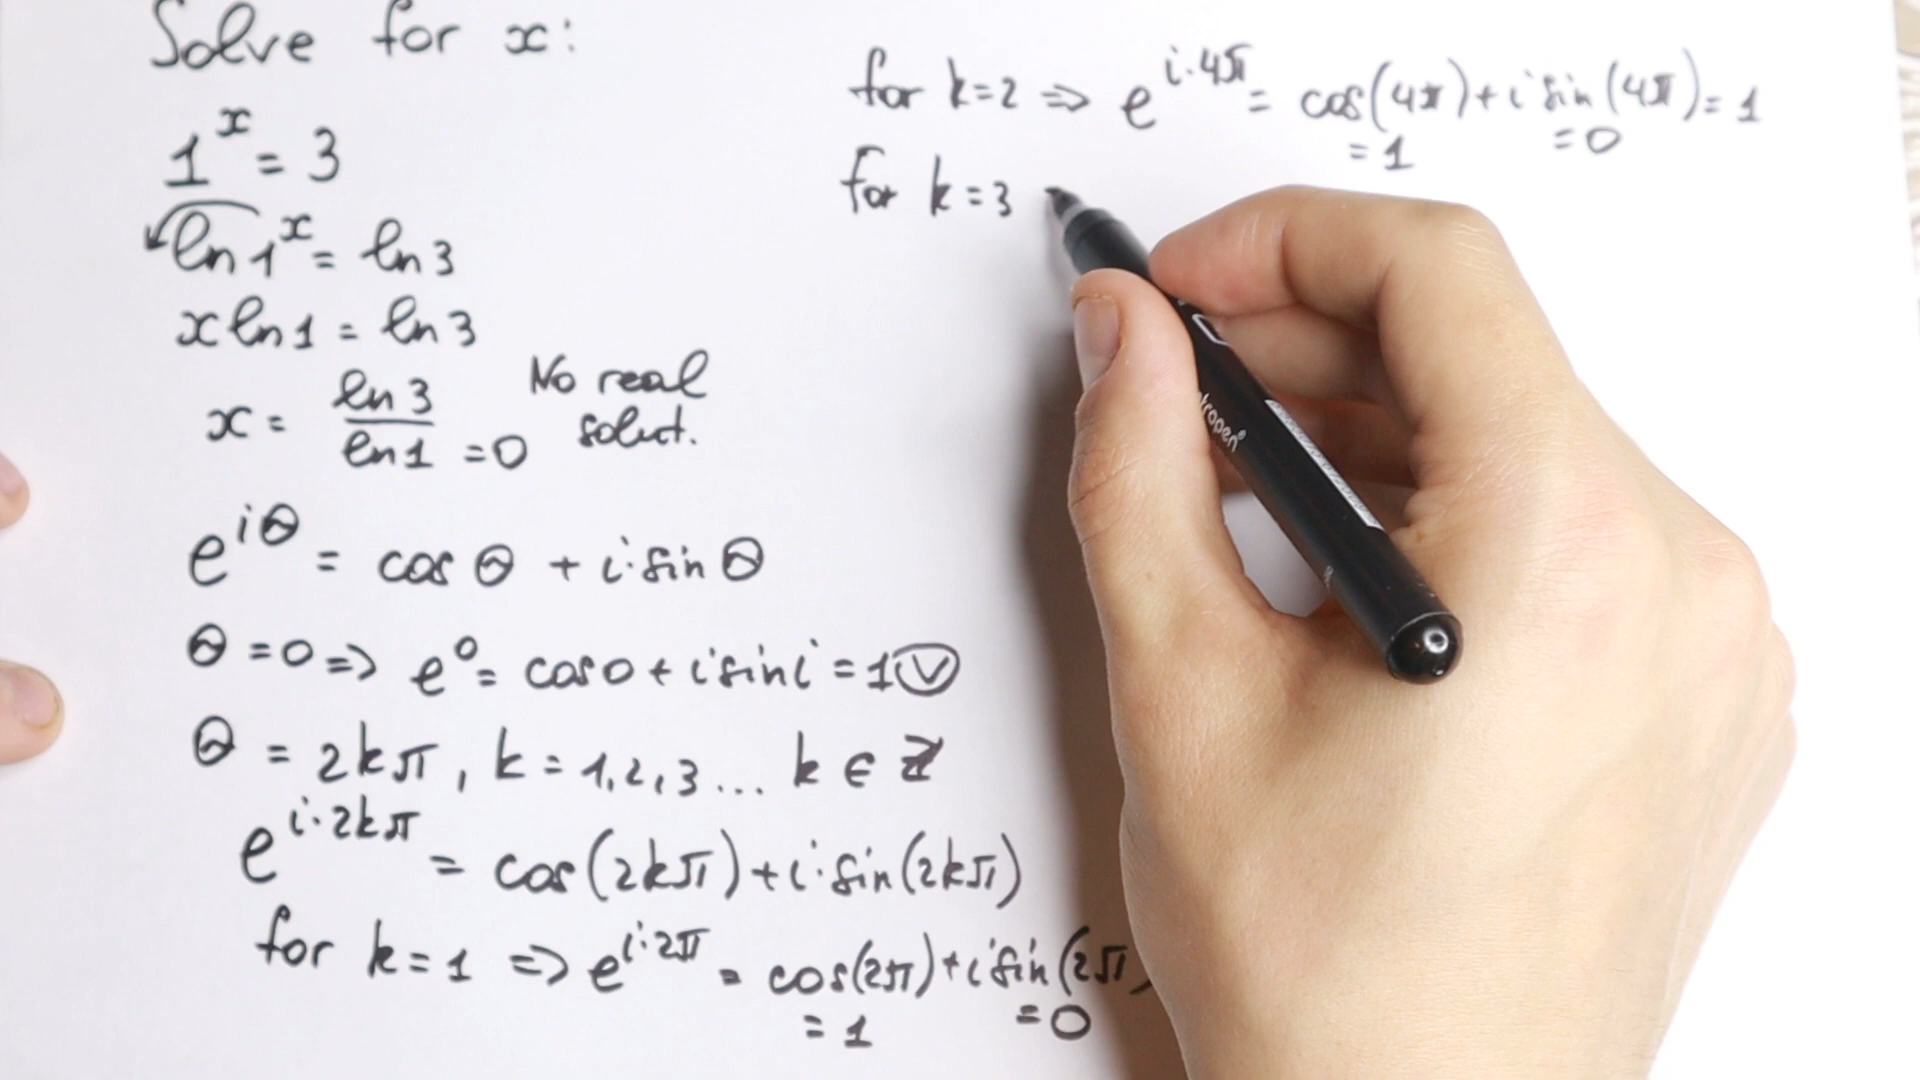 Solve for x:
1^x = 3
ln 1^x = ln 3
x ln 1 = ln 3
x = ln 3 / ln 1 = 0
No real
solut.
e^{iθ} = cos θ + i·sin θ
θ = 0 => e^0 = cos 0 + i sin i = 1 V
θ = 2kπ, k = 1,2,3... k ∈ Z
e^{i·2kπ} = cos(2kπ) + i·sin(2kπ)
for k=1 => e^{i·2π} = cos(2π) + i sin(2π)
= 1 = 0
for k=2 => e^{i·4π} = cos(4π) + i sin(4π) = 1
= 1 = 0
for k = 3
tropen®